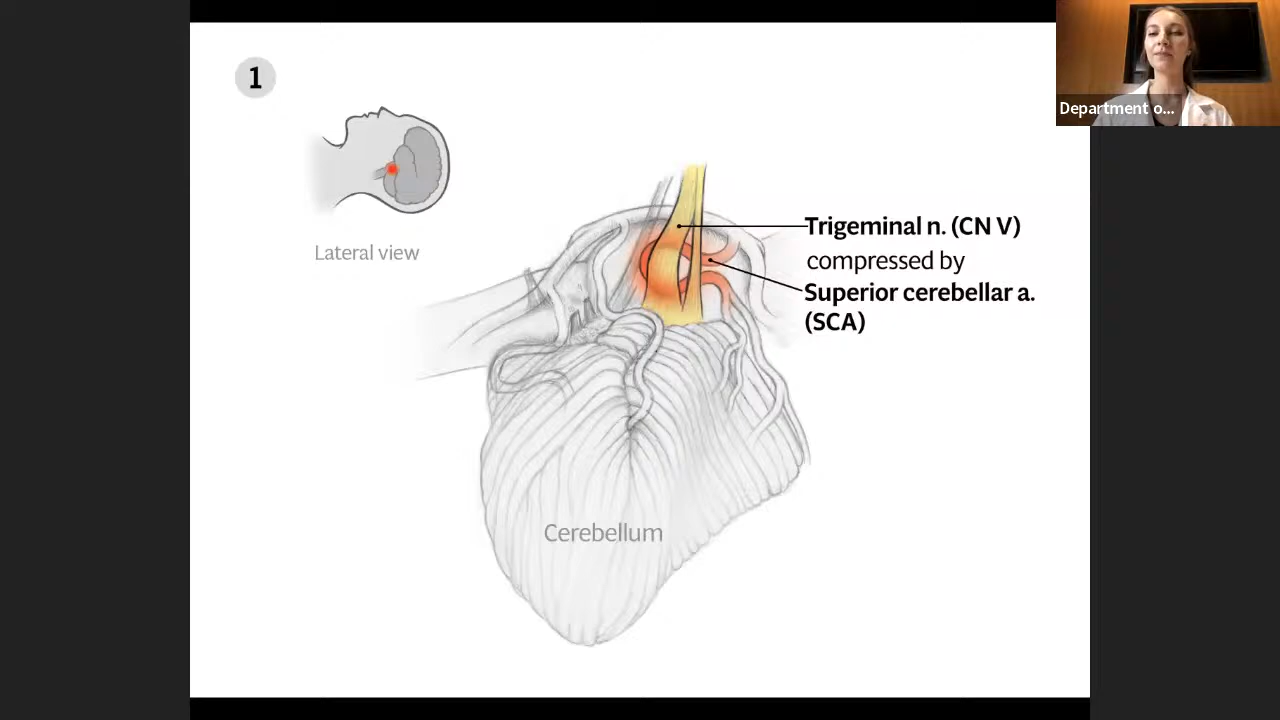 1
Department o...
Trigeminal n. (CN V)
compressed by
Superior cerebellar a.
(SCA)
Lateral view
Cerebellum